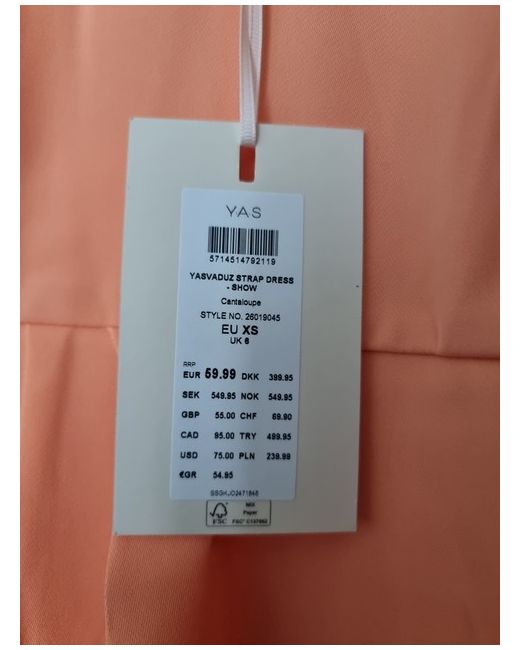 YAS
5714514792119
YASVADUZ STRAP DRESS
- SHOW
Cantaloupe
STYLE NO. 26019045
EU XS
UK 6
RRP
EUR 59.99 DKK 399.95
SEK 549.95 NOK 549.95
GBP 55.00 CHF 69.90
CAD 95.00 TRY 499.95
USD 75.00 PLN 239.99
€GR 54.95
MIX
Paper
FSC